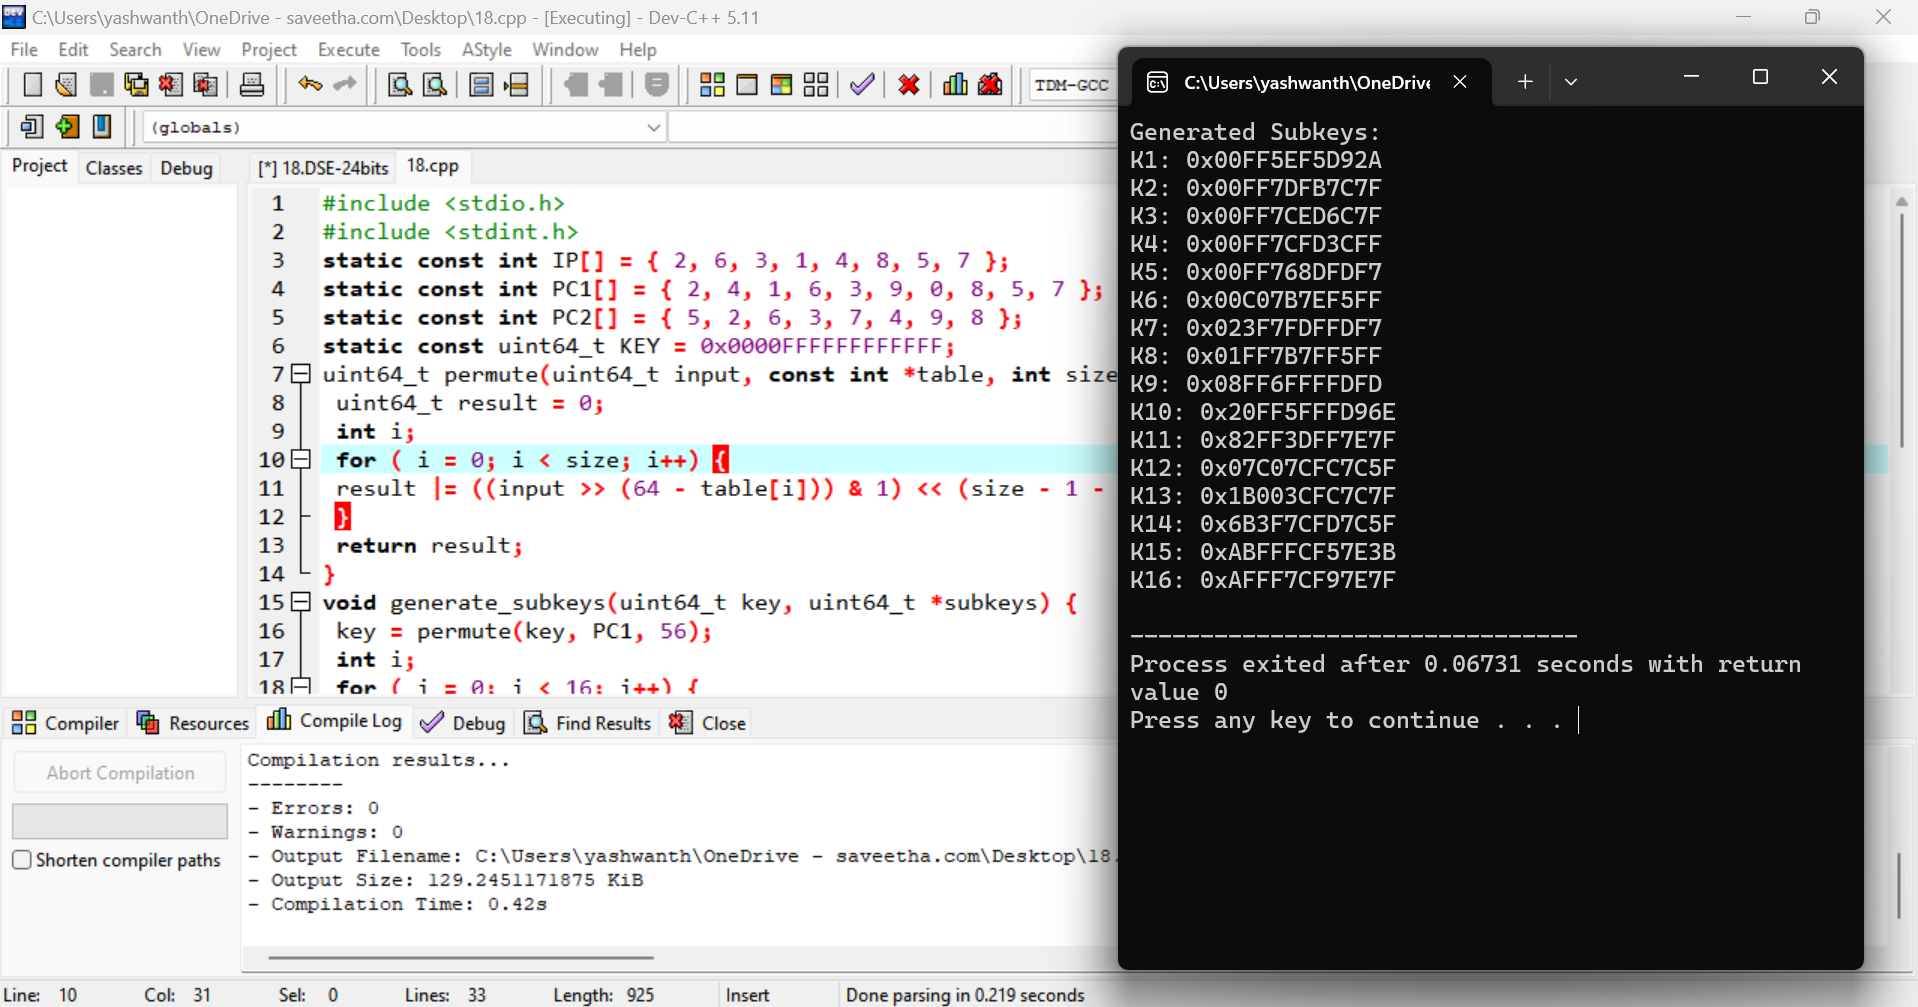 C:\Users\yashwanth\OneDrive - saveetha.com\Desktop\18.cpp - [Executing] - Dev-C++ 5.11
File Edit Search View Project Execute Tools AStyle Window Help
TDM-GCC
(globals)
Project Classes Debug
[*] 18.DSE-24bits 18.cpp
1 #include <stdio.h>
2 #include <stdint.h>
3 static const int IP[] = { 2, 6, 3, 1, 4, 8, 5, 7 };
4 static const int PC1[] = { 2, 4, 1, 6, 3, 9, 0, 8, 5, 7 };
5 static const int PC2[] = { 5, 2, 6, 3, 7, 4, 9, 8 };
6 static const uint64_t KEY = 0x0000FFFFFFFFFFFF;
7 uint64_t permute(uint64_t input, const int *table, int size
8 uint64_t result = 0;
9 int i;
10 for ( i = 0; i < size; i++) {
11 result |= ((input >> (64 - table[i])) & 1) << (size - 1 -
12 }
13 return result;
14 }
15 void generate_subkeys(uint64_t key, uint64_t *subkeys) {
16 key = permute(key, PC1, 56);
17 int i;
18 for ( i = 0; i < 16; i++) {
Compiler Resources Compile Log Debug Find Results Close
Abort Compilation
Shorten compiler paths
Compilation results...
--------
- Errors: 0
- Warnings: 0
- Output Filename: C:\Users\yashwanth\OneDrive - saveetha.com\Desktop\18.
- Output Size: 129.2451171875 KiB
- Compilation Time: 0.42s
Line: 10 Col: 31 Sel: 0 Lines: 33 Length: 925 Insert Done parsing in 0.219 seconds
C:\Users\yashwanth\OneDrive
Generated Subkeys:
K1: 0x00FF5EF5D92A
K2: 0x00FF7DFB7C7F
K3: 0x00FF7CED6C7F
K4: 0x00FF7CFD3CFF
K5: 0x00FF768DFDF7
K6: 0x00C07B7EF5FF
K7: 0x023F7FDFFDF7
K8: 0x01FF7B7FF5FF
K9: 0x08FF6FFFFDFD
K10: 0x20FF5FFFD96E
K11: 0x82FF3DFF7E7F
K12: 0x07C07CFC7C5F
K13: 0x1B003CFC7C7F
K14: 0x6B3F7CFD7C5F
K15: 0xABFFFCF57E3B
K16: 0xAFFF7CF97E7F
--------------------------------
Process exited after 0.06731 seconds with return
value 0
Press any key to continue . . .